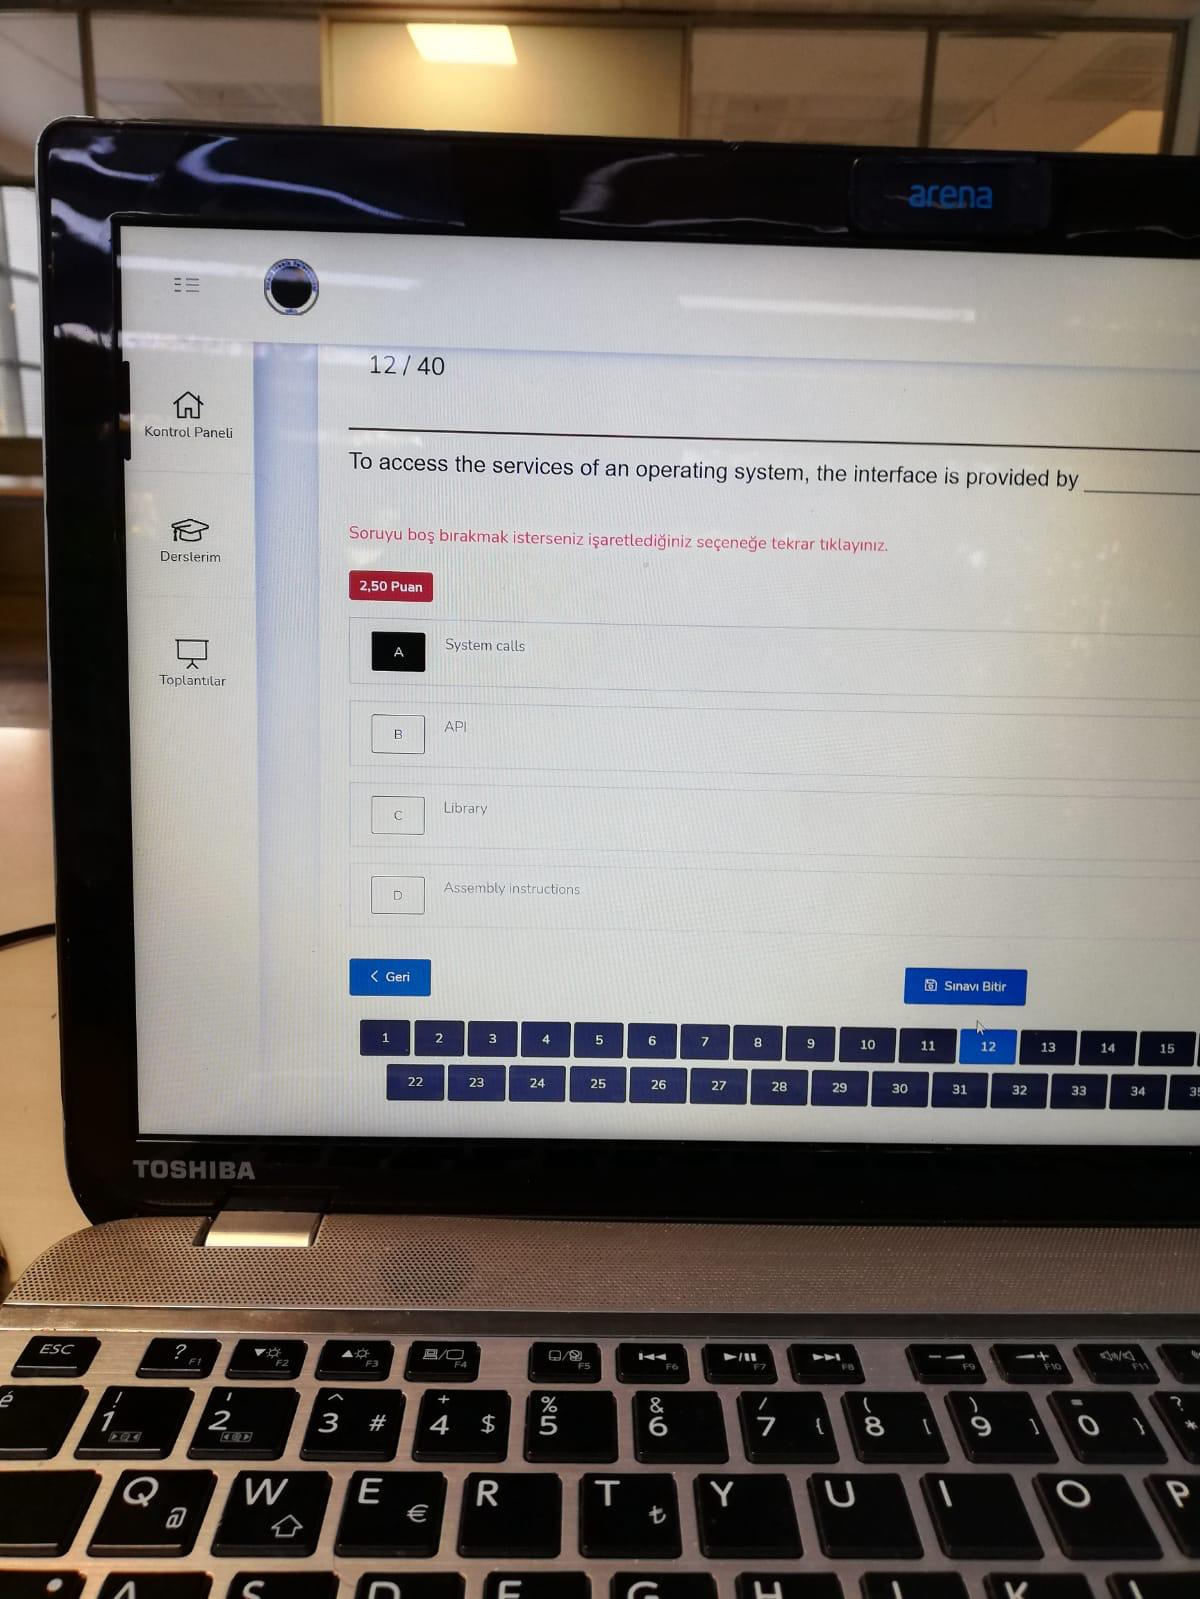 arena
12 / 40
Kontrol Paneli
To access the services of an operating system, the interface is provided by
Soruyu boş bırakmak isterseniz işaretlediğiniz seçeneğe tekrar tıklayınız.
Derslerim
2,50 Puan
A System calls
Toplantılar
B API
C Library
D Assembly instructions
Geri
Sınavı Bitir
1 2 3 4 5 6 7 8 9 10 11 12 13 14 15
22 23 24 25 26 27 28 29 30 31 32 33 34
TOSHIBA
ESC ? F1 F2 F3 F4 F5 F6 F7 F8 F9 F10 F11
é ! 1 ' 2 ^ 3 # + 4 $ % 5 & 6 / 7 { ( 8 [ ) 9 ] = 0 } ? *
Q @ W E € R T ₺ Y U I O P
A S D F G H J K L